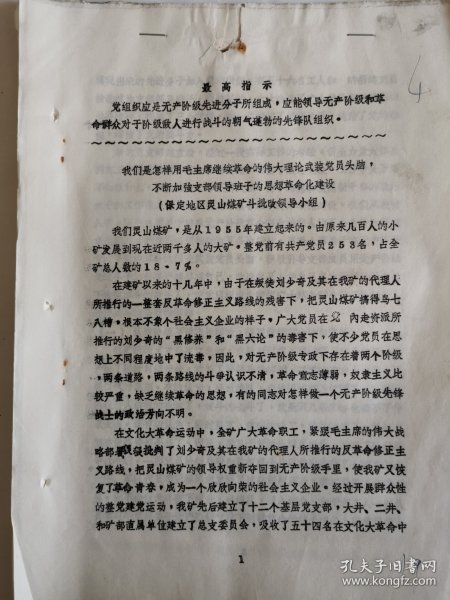 4
最高指示
党组织应是无产阶级先进分子所组成，应能领导无产阶级和革
命群众对于阶级敌人进行战斗的朝气蓬勃的先锋队组织。
我们是怎样用毛主席继续革命的伟大理论武装党员头脑，
不断加强支部领导班子的思想革命化建设
（保定地区灵山煤矿斗批改领导小组）
我们灵山煤矿，是从1955年建立起来的。由原来几百人的小
矿发展到现在近两千多人的大矿。整党前有共产党员253名，占全
矿总人数的18.7%。
在建矿以来的十几年中，由于在叛徒刘少奇及其在我矿的代理人
所推行的一整套反革命修正主义路线的残害下，把灵山煤矿搞得乌七
八糟。根本不象个社会主义企业的样子。广大党员在党内走资派所
推行的刘少奇的“黑修养”和“黑六论”的毒害下，使不少党员在思
想上不同程度地中了流毒，因此，对无产阶级专政下存在着两个阶级
，两条道路，两条路线的斗争认识不清，革命意志薄弱，奴隶主义比
较严重，缺乏继续革命的思想，有的同志对怎样做一个无产阶级先锋
战士的政治方向不明。
在文化大革命运动中，全矿广大革命职工，紧跟毛主席的伟大战
略部署狠批判了刘少奇及其在我矿的代理人所推行的反革命修正主
义路线，把灵山煤矿的领导权重新夺回到无产阶级手里，使我矿又恢
复了革命青春，成为一个欣欣向荣的社会主义企业。经过开展群众性
的整党建党运动，我矿先后建立了十二个基层党支部，大井、二井、
和矿部直属单位建立了总支委员会，吸收了五十四名在文化大革命中
1
孔夫子旧书网
www.kongfz.com